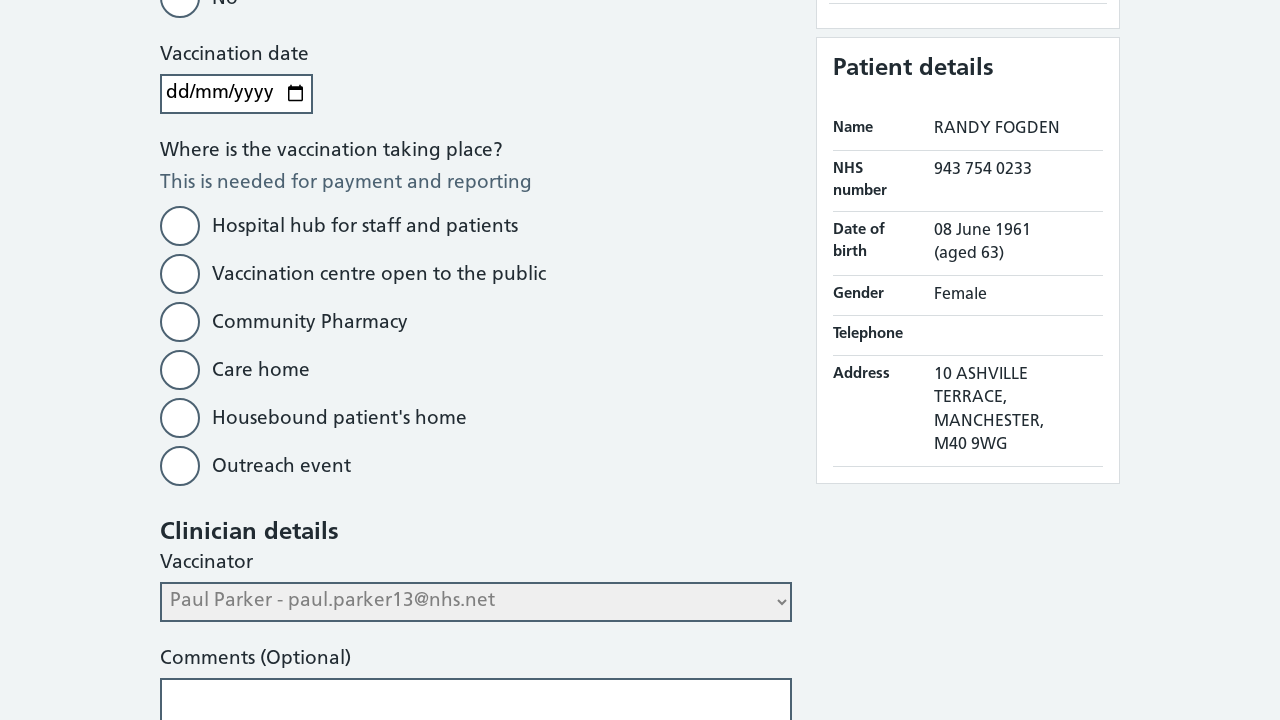 No
Vaccination date
dd/mm/yyyy
Where is the vaccination taking place?
This is needed for payment and reporting
Hospital hub for staff and patients
Vaccination centre open to the public
Community Pharmacy
Care home
Housebound patient's home
Outreach event
Clinician details
Vaccinator
Paul Parker - paul.parker13@nhs.net
Comments (Optional)
Patient details
Name RANDY FOGDEN
NHS number 943 754 0233
Date of birth 08 June 1961
(aged 63)
Gender Female
Telephone
Address 10 ASHVILLE
TERRACE,
MANCHESTER,
M40 9WG